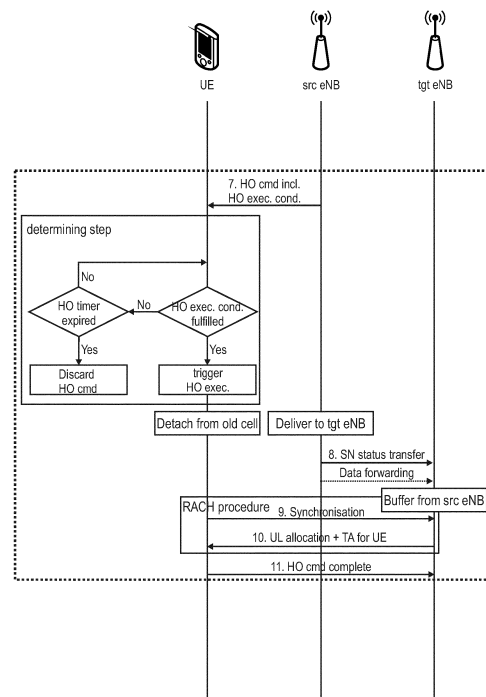 UE
src eNB
tgt eNB
7. HO cmd incl.
HO exec. cond.
determining step
No
HO timer
expired
No
HO exec. cond.
fulfilled
Yes
Yes
Discard
HO cmd
trigger
HO exec.
Detach from old cell
Deliver to tgt eNB
8. SN status transfer
Data forwarding
Buffer from src eNB
RACH procedure
9. Synchronisation
10. UL allocation + TA for UE
11. HO cmd complete